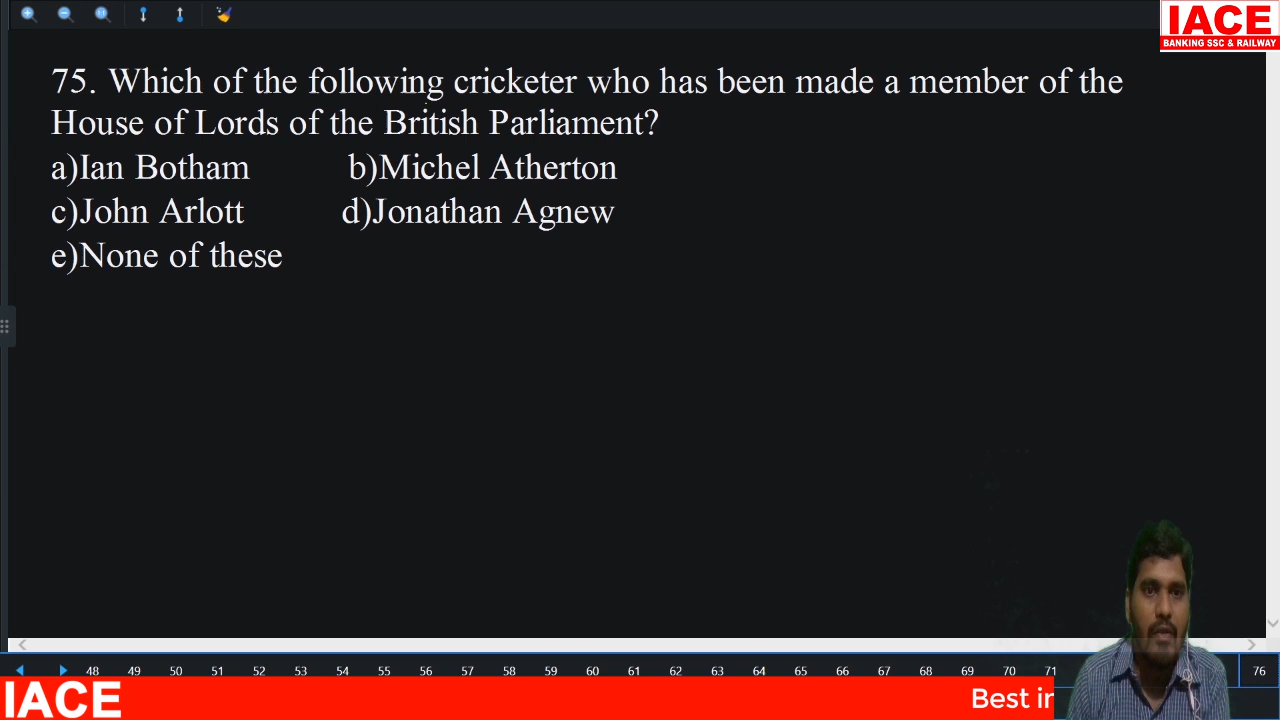 IACE
BANKING SSC & RAILWAY
75. Which of the following cricketer who has been made a member of the
House of Lords of the British Parliament?
a)Ian Botham b)Michel Atherton
c)John Arlott d)Jonathan Agnew
e)None of these
48 49 50 51 52 53 54 55 56 57 58 59 60 61 62 63 64 65 66 67 68 69 70 71 76
IACE
Best in